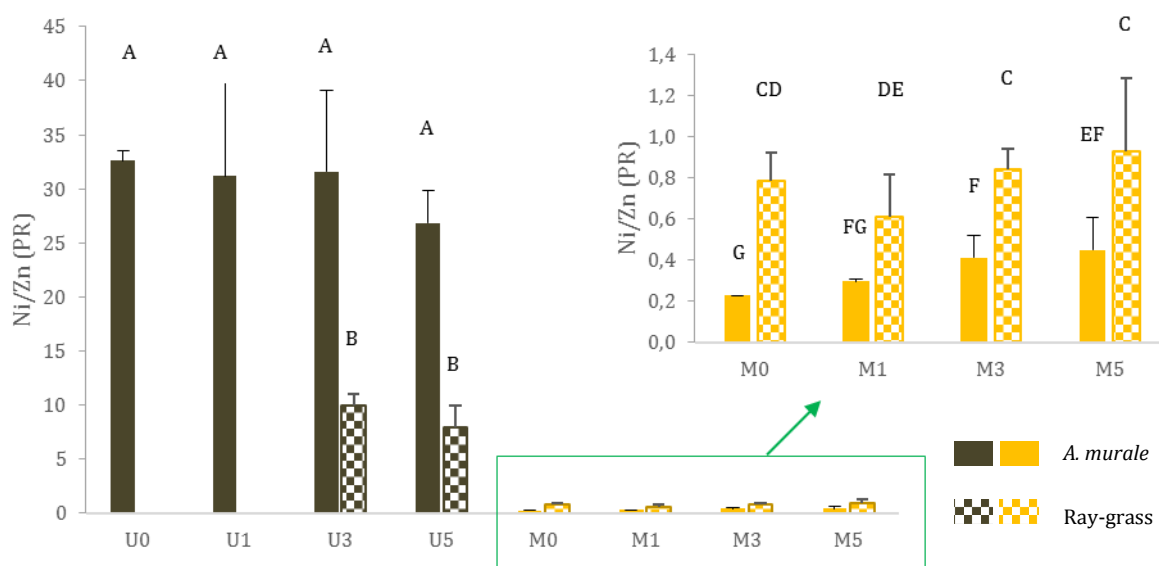 Ni/Zn (PR)
45
40
35
30
25
20
15
10
5
0
A
A
A
A
B
B
U0 U1 U3 U5 M0 M1 M3 M5
Ni/Zn (PR)
1,4
1,2
1,0
0,8
0,6
0,4
0,2
0,0
G
CD
FG
DE
F
C
EF
C
M0 M1 M3 M5
A. murale
Ray-grass